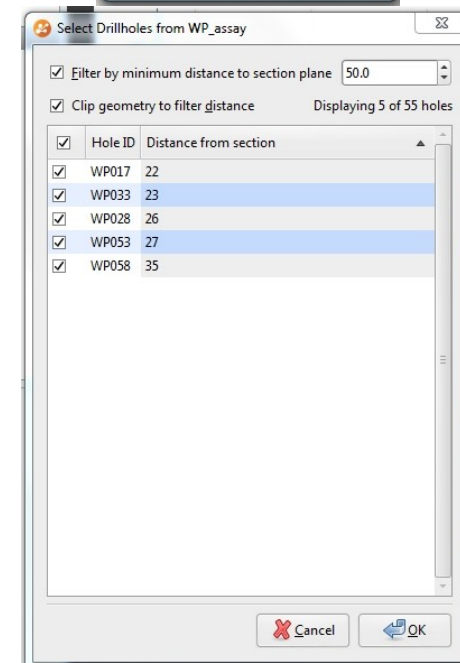 Select Drillholes from WP_assay
Filter by minimum distance to section plane 50.0
Clip geometry to filter distance Displaying 5 of 55 holes
Hole ID Distance from section
WP017 22
WP033 23
WP028 26
WP053 27
WP058 35
Cancel OK